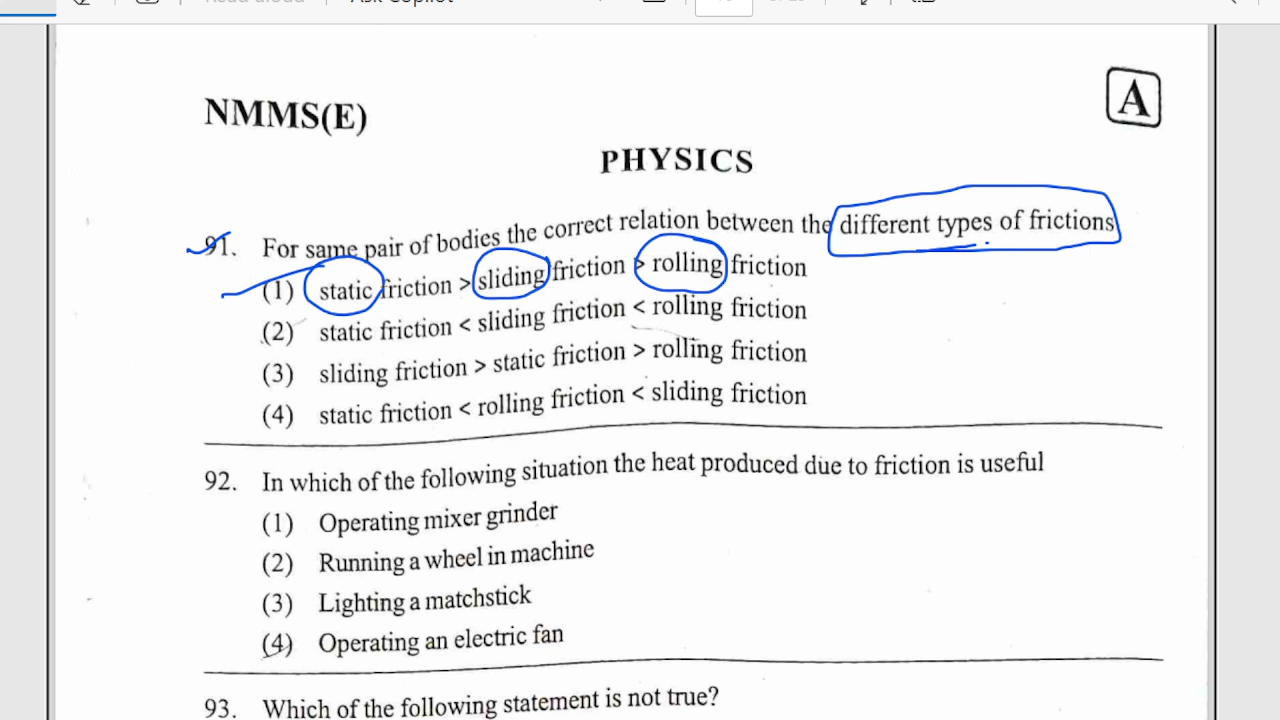 NMMS(E)
A
PHYSICS
91. For same pair of bodies the correct relation between the different types of frictions
(1) static friction > sliding friction > rolling friction
(2) static friction < sliding friction < rolling friction
(3) sliding friction > static friction > rolling friction
(4) static friction < rolling friction < sliding friction
92. In which of the following situation the heat produced due to friction is useful
(1) Operating mixer grinder
(2) Running a wheel in machine
(3) Lighting a matchstick
(4) Operating an electric fan
93. Which of the following statement is not true?